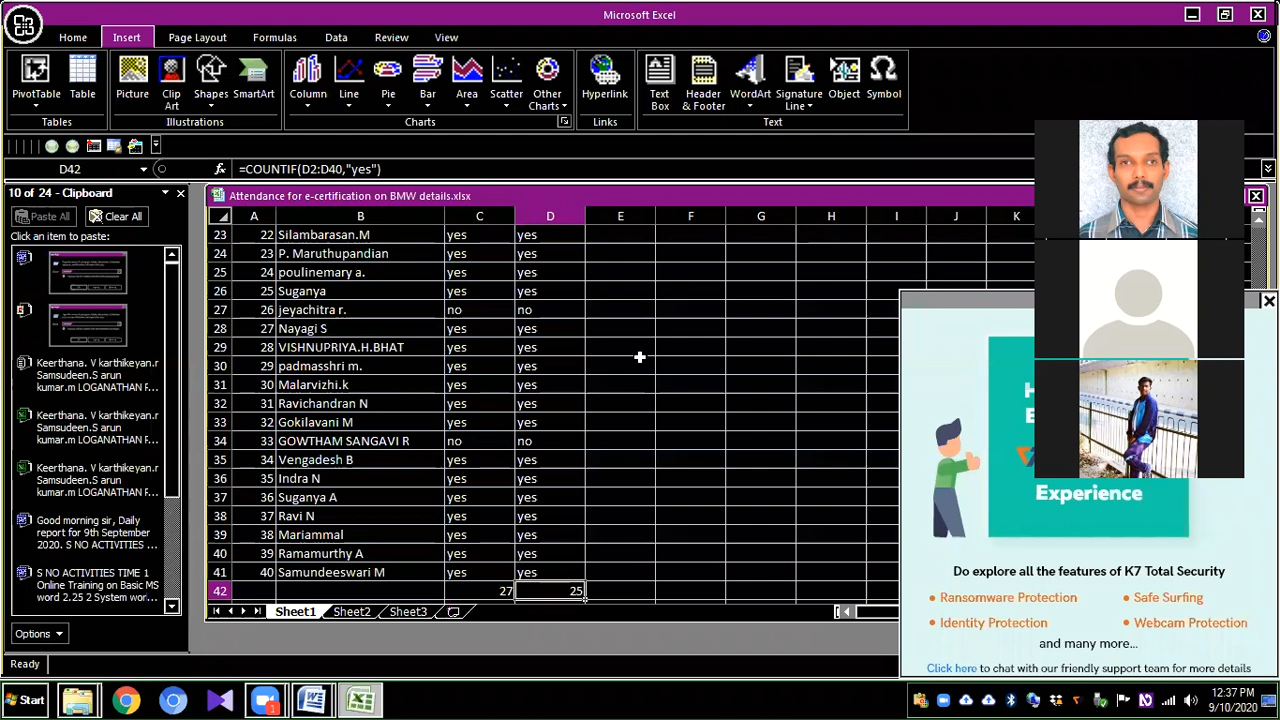 Microsoft Excel
Home Insert Page Layout Formulas Data Review View
PivotTable Table Picture Clip Art Shapes SmartArt Column Line Pie Bar Area Scatter Other Charts Hyperlink Text Box Header & Footer WordArt Signature Line Object Symbol
Tables Illustrations Charts Links Text
D42 fx =COUNTIF(D2:D40,"yes")
10 of 24 - Clipboard
Paste All Clear All
Click an item to paste:
Keerthana. V karthikeyan.r
Samsudeen.S arun
kumar.m LOGANATHAN F...
Keerthana. V karthikeyan.r
Samsudeen.S arun
kumar.m LOGANATHAN F...
Keerthana. V karthikeyan.r
Samsudeen.S arun
kumar.m LOGANATHAN F...
Good morning sir, Daily
report for 9th September
2020. S NO ACTIVITIES ...
S NO ACTIVITIES TIME 1
Online Training on Basic MS
word 2.25 2 System wor...
Options
Attendance for e-certification on BMW details.xlsx
A B C D E F G H I J K
23 22 Silambarasan.M yes yes
24 23 P. Maruthupandian yes yes
25 24 poulinemary a. yes yes
26 25 Suganya yes yes
27 26 jeyachitra r. no no
28 27 Nayagi S yes yes
29 28 VISHNUPRIYA.H.BHAT yes yes
30 29 padmasshri m. yes yes
31 30 Malarvizhi.k yes yes
32 31 Ravichandran N yes yes
33 32 Gokilavani M yes yes
34 33 GOWTHAM SANGAVI R no no
35 34 Vengadesh B yes yes
36 35 Indra N yes yes
37 36 Suganya A yes yes
38 37 Ravi N yes yes
39 38 Mariammal yes yes
40 39 Ramamurthy A yes yes
41 40 Samundeeswari M yes yes
42 27 25
Sheet1 Sheet2 Sheet3
Experience
Do explore all the features of K7 Total Security
• Ransomware Protection • Safe Surfing
• Identity Protection • Webcam Protection
and many more...
Click here to chat with our friendly support team for more details
Ready
Start
1
12:37 PM
9/10/2020